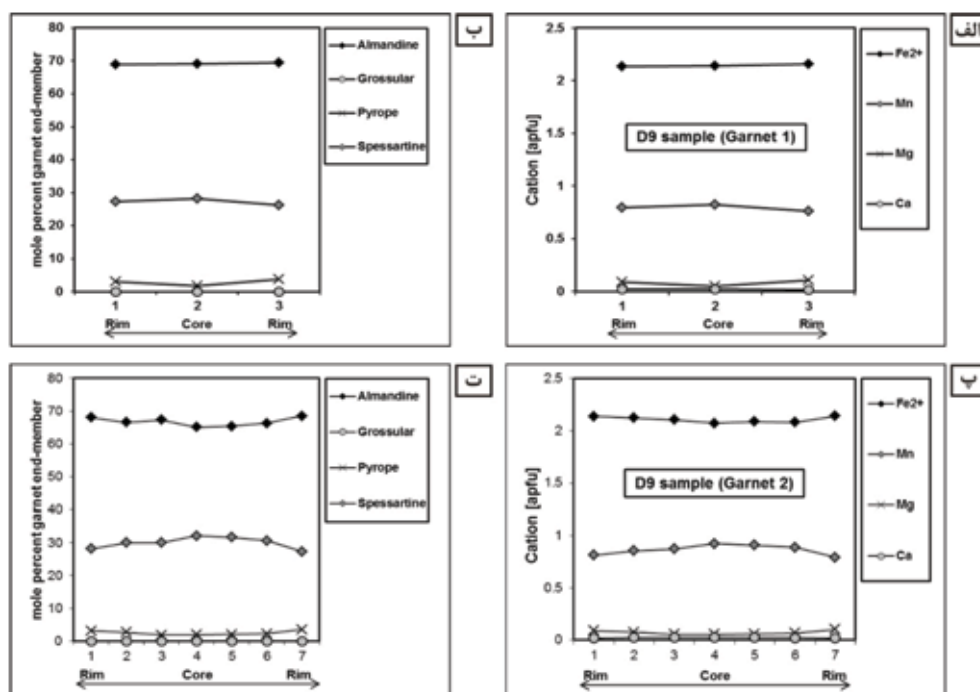 الف
2.5
2
1.5
1
0.5
0
Cation [apfu]
D9 sample (Garnet 1)
Fe2+
Mn
Mg
Ca
1 2 3
Rim Core Rim
ب
80
70
60
50
40
30
20
10
0
mole percent garnet end-member
Almandine
Grossular
Pyrope
Spessartine
1 2 3
Rim Core Rim
پ
2.5
2
1.5
1
0.5
0
Cation [apfu]
D9 sample (Garnet 2)
Fe2+
Mn
Mg
Ca
1 2 3 4 5 6 7
Rim Core Rim
ت
80
70
60
50
40
30
20
10
0
mole percent garnet end-member
Almandine
Grossular
Pyrope
Spessartine
1 2 3 4 5 6 7
Rim Core Rim